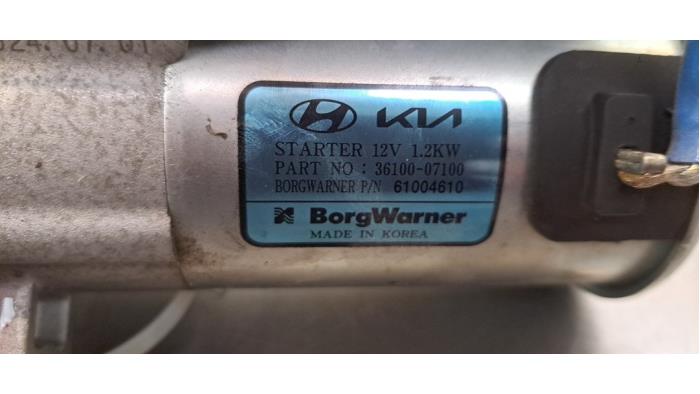 KIA
STARTER 12V 1.2KW
PART NO : 36100-07100
BORGWARNER P/N 61004610
BorgWarner
MADE IN KOREA